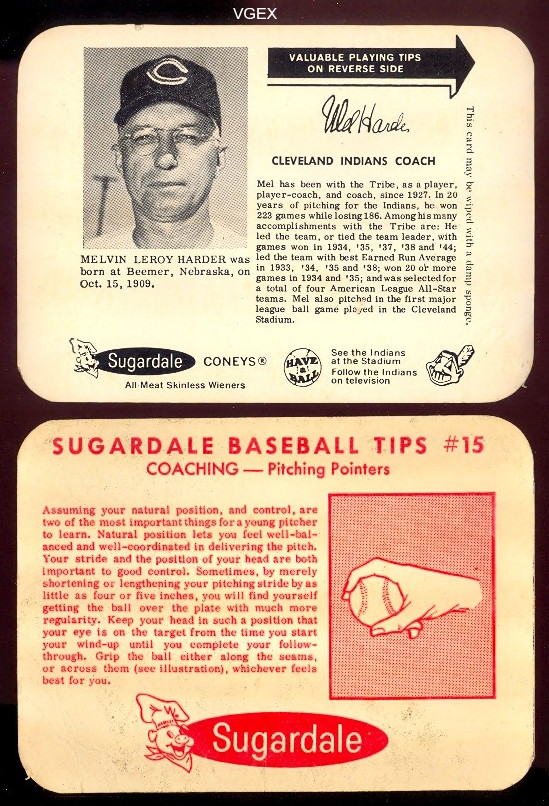 VGEX
VALUABLE PLAYING TIPS
ON REVERSE SIDE
Mel Harder
CLEVELAND INDIANS COACH
Mel has been with the Tribe, as a player,
player-coach, and coach, since 1927. In 20
years of pitching for the Indians, he won
223 games while losing 186. Among his many
accomplishments with the Tribe are: He
led the team, or tied the team leader, with
games won in 1934, '35, '37, '38 and '44;
led the team with best Earned Run Average
in 1933, '34, '35 and '38; won 20 or more
games in 1934 and '35; and was selected for
a total of four American League All-Star
teams. Mel also pitched in the first major
league ball game played in the Cleveland
Stadium.
This card may be wiped with a damp sponge.
MELVIN LEROY HARDER was
born at Beemer, Nebraska, on
Oct. 15, 1909.
Sugardale CONEYS®
All-Meat Skinless Wieners
HAVE
A
BALL
See the Indians
at the Stadium
Follow the Indians
on television
SUGARDALE BASEBALL TIPS #15
COACHING — Pitching Pointers
Assuming your natural position, and control, are
two of the most important things for a young pitcher
to learn. Natural position lets you feel well-bal-
anced and well-coordinated in delivering the pitch.
Your stride and the position of your head are both
important to good control. Sometimes, by merely
shortening or lengthening your pitching stride by as
little as four or five inches, you will find yourself
getting the ball over the plate with much more
regularity. Keep your head in such a position that
your eye is on the target from the time you start
your wind-up until you complete your follow-
through. Grip the ball either along the seams,
or across them (see illustration), whichever feels
best for you.
Sugardale